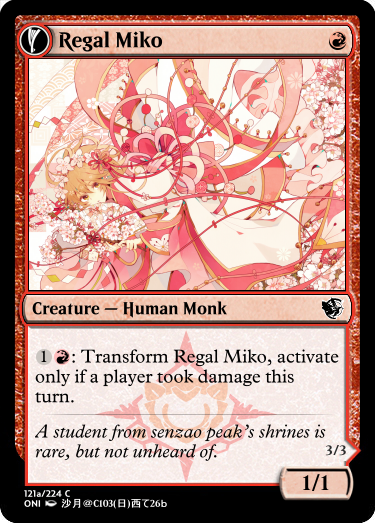 Regal Miko
Creature — Human Monk
1 : Transform Regal Miko, activate
only if a player took damage this
turn.
A student from senzao peak's shrines is
rare, but not unheard of.
3/3
1/1
121a/224 C
ONI 沙月@C103(日)西て26b